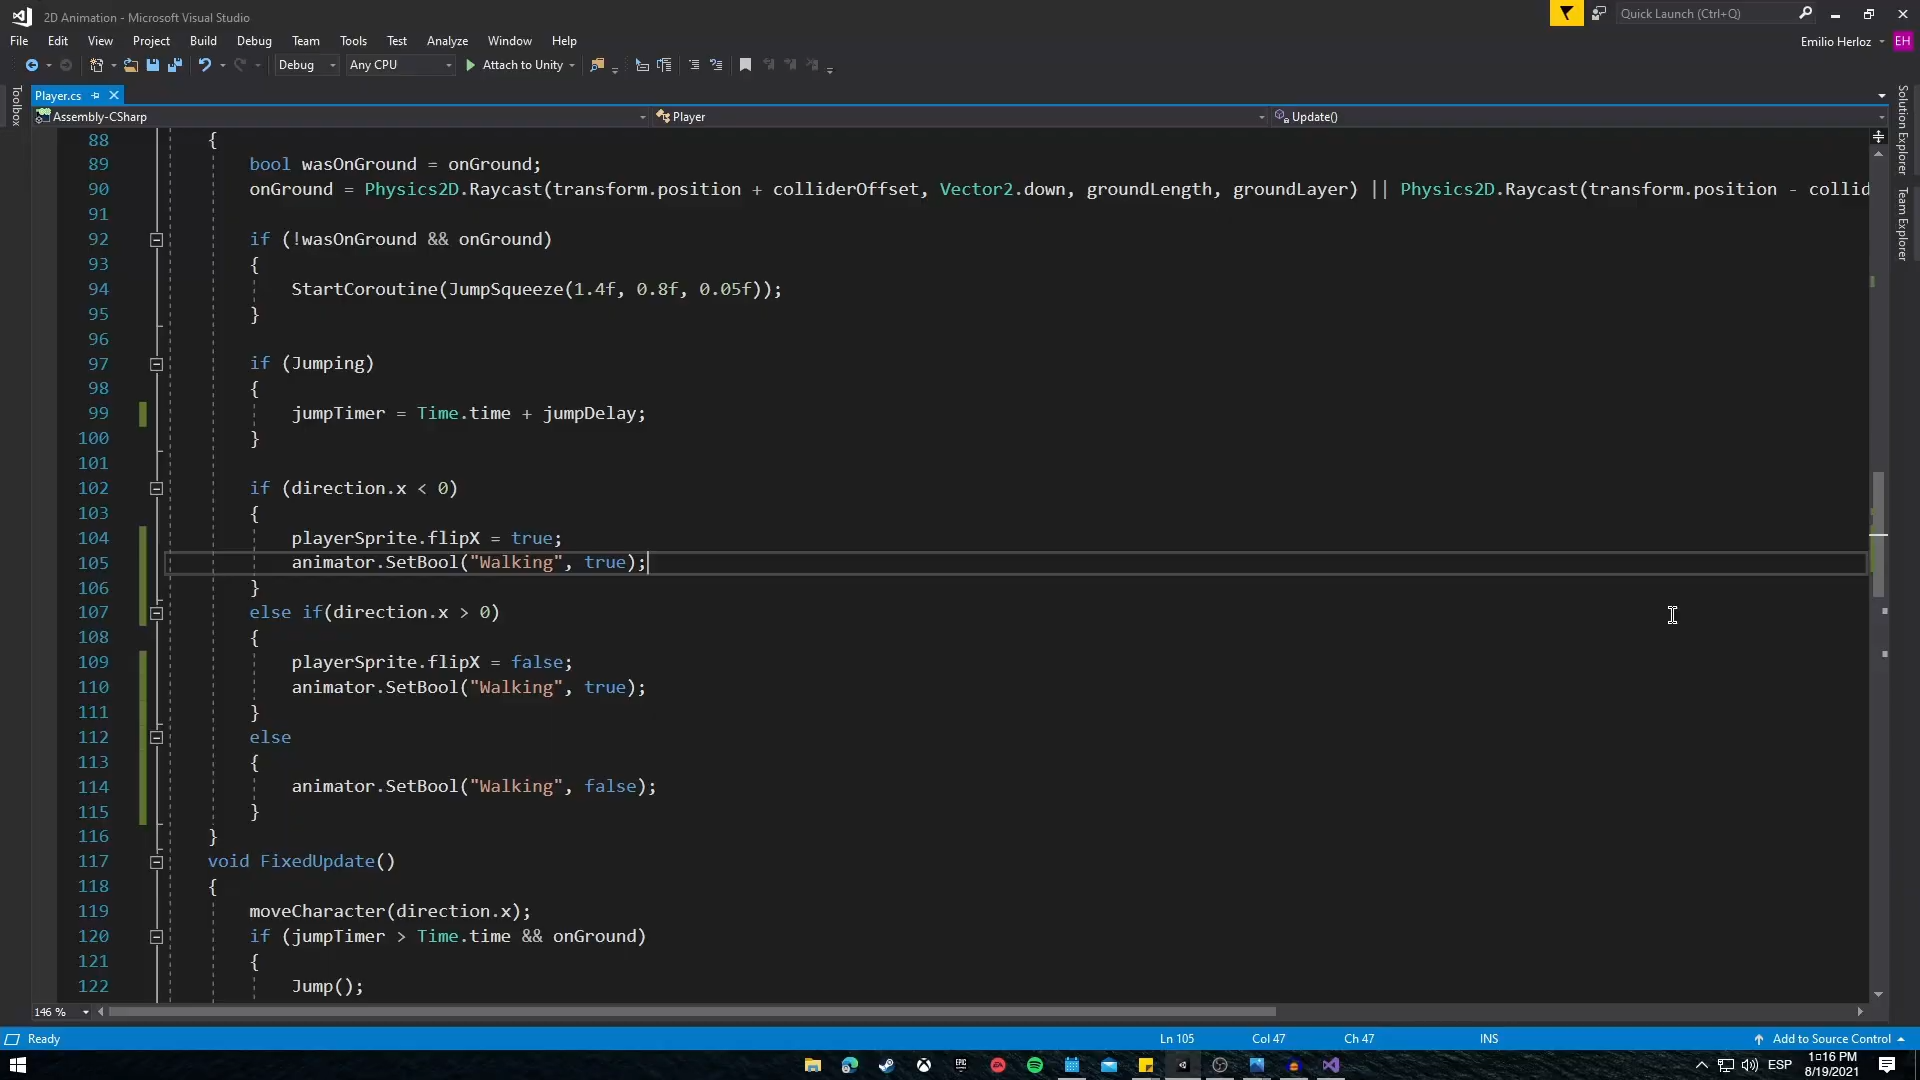 2D Animation - Microsoft Visual Studio
Quick Launch (Ctrl+Q)
File Edit View Project Build Debug Team Tools Test Analyze Window Help
Emilio Herloz EH
Debug Any CPU Attach to Unity
Toolbox
Player.cs
Solution Explorer
Team Explorer
Assembly-CSharp Player Update()
88 {
89 bool wasOnGround = onGround;
90 onGround = Physics2D.Raycast(transform.position + colliderOffset, Vector2.down, groundLength, groundLayer) || Physics2D.Raycast(transform.position - collid
91
92 if (!wasOnGround && onGround)
93 {
94 StartCoroutine(JumpSqueeze(1.4f, 0.8f, 0.05f));
95 }
96
97 if (Jumping)
98 {
99 jumpTimer = Time.time + jumpDelay;
100 }
101
102 if (direction.x < 0)
103 {
104 playerSprite.flipX = true;
105 animator.SetBool("Walking", true);
106 }
107 else if(direction.x > 0)
108 {
109 playerSprite.flipX = false;
110 animator.SetBool("Walking", true);
111 }
112 else
113 {
114 animator.SetBool("Walking", false);
115 }
116 }
117 void FixedUpdate()
118 {
119 moveCharacter(direction.x);
120 if (jumpTimer > Time.time && onGround)
121 {
122 Jump();
146 %
Ready Ln 105 Col 47 Ch 47 INS Add to Source Control
EPIC
ESP
1:16 PM
8/19/2021